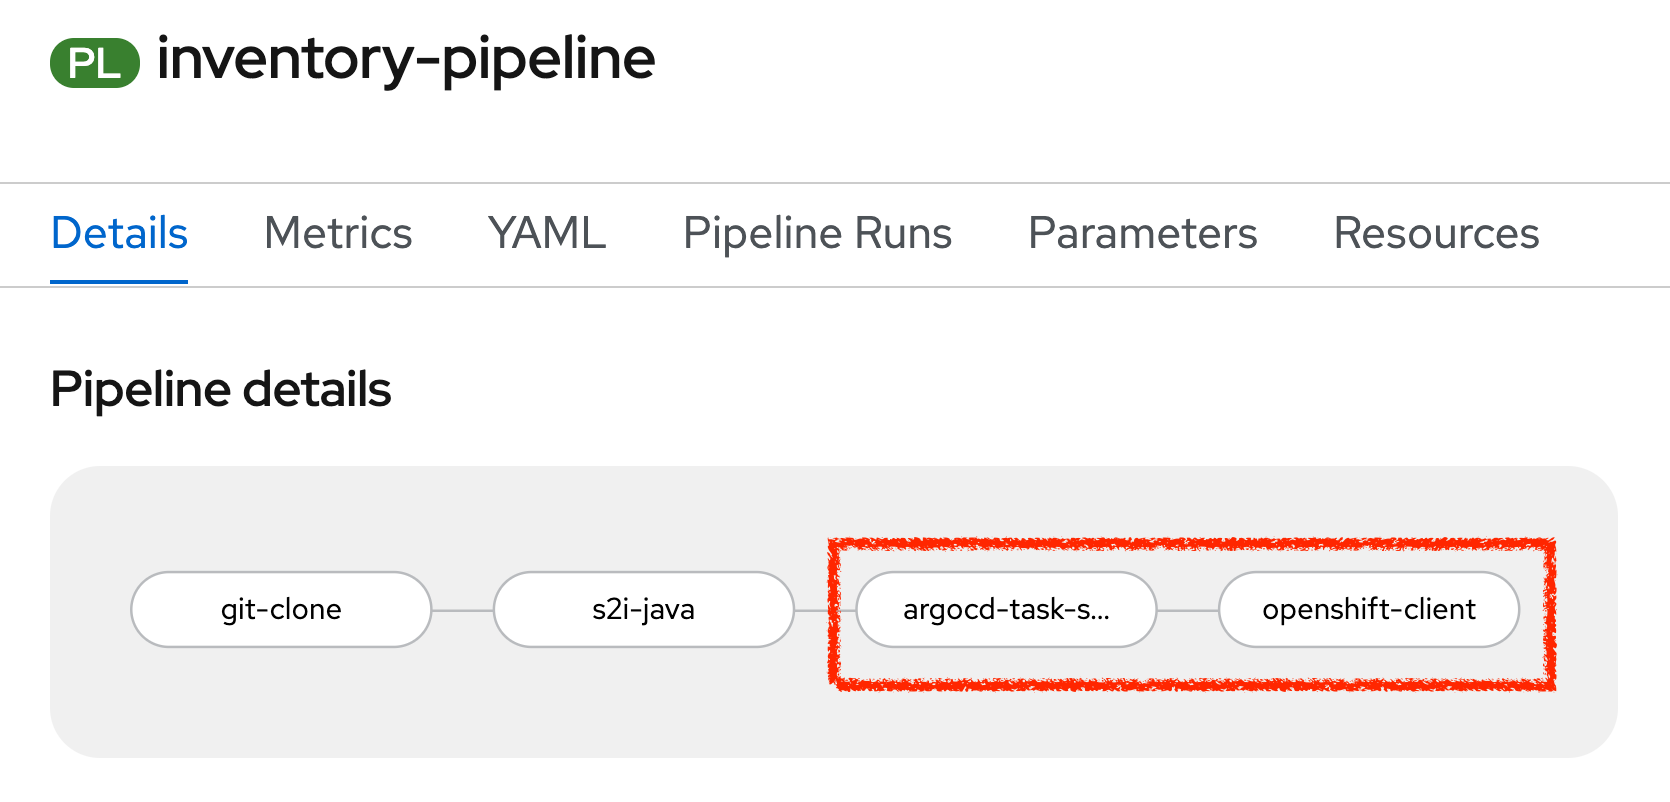 PL inventory-pipeline
Details Metrics YAML Pipeline Runs Parameters Resources
Pipeline details
git-clone s2i-java argocd-task-s... openshift-client